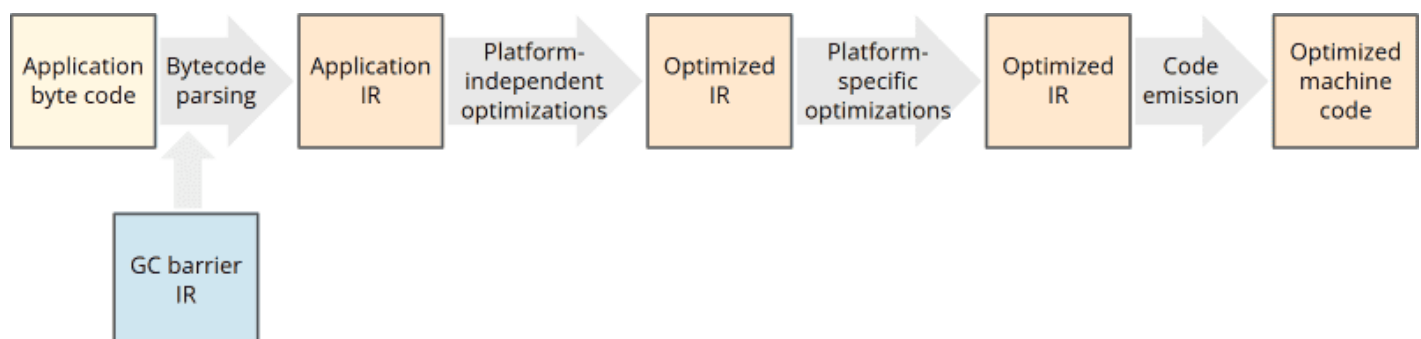 Application
byte code
Bytecode
parsing
Application
IR
Platform-
independent
optimizations
Optimized
IR
Platform-
specific
optimizations
Optimized
IR
Code
emission
Optimized
machine
code
GC barrier
IR